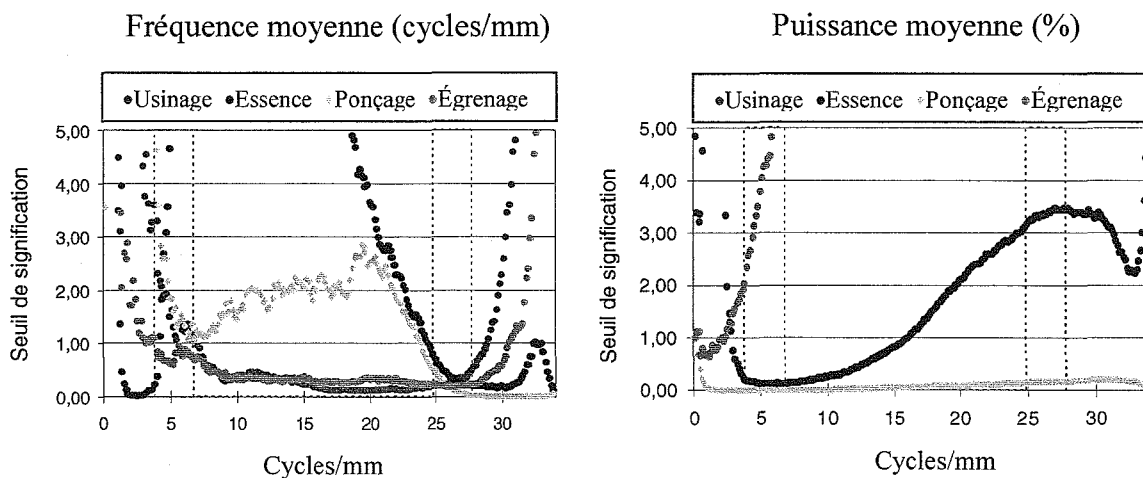 Fréquence moyenne (cycles/mm)
Usinage Essence Ponçage Égrenage
5,00
4,00
3,00
2,00
1,00
0,00
Seuil de signification
0 5 10 15 20 25 30
Cycles/mm
Puissance moyenne (%)
Usinage Essence Ponçage Égrenage
5,00
4,00
3,00
2,00
1,00
0,00
Seuil de signification
0 5 10 15 20 25 30
Cycles/mm